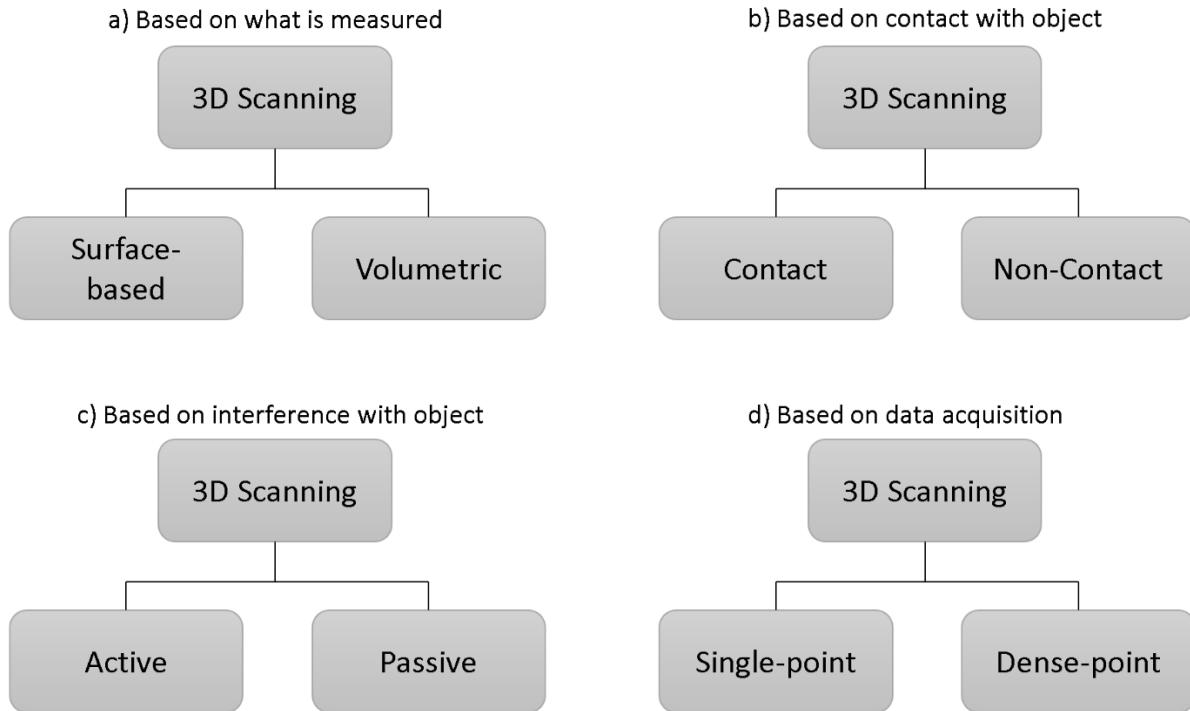 a) Based on what is measured
3D Scanning
Surface-
based
Volumetric
b) Based on contact with object
3D Scanning
Contact
Non-Contact
c) Based on interference with object
3D Scanning
Active
Passive
d) Based on data acquisition
3D Scanning
Single-point
Dense-point